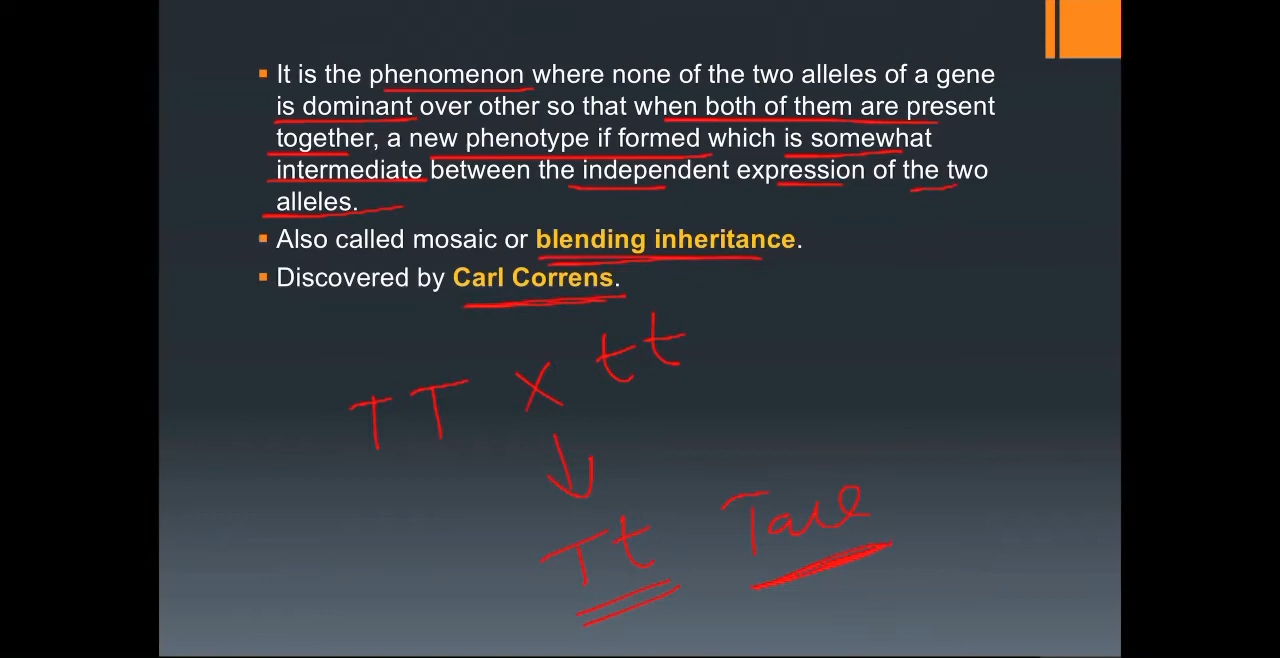 It is the phenomenon where none of the two alleles of a gene
is dominant over other so that when both of them are present
together, a new phenotype if formed which is somewhat
intermediate between the independent expression of the two
alleles.
Also called mosaic or blending inheritance.
Discovered by Carl Correns.
TT × tt
↓
Tt Tall